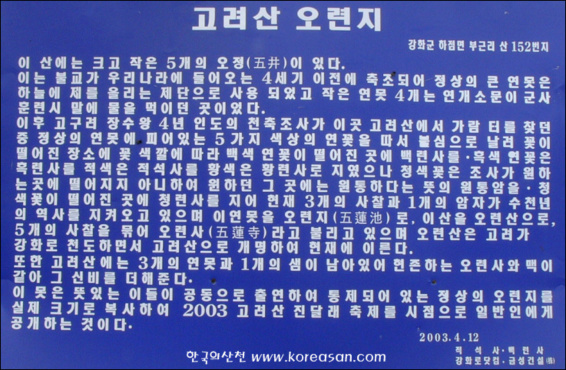 고려산 오련지
강화군 하점면 부근리 산 152번지
이 산에는 크고 작은 5개의 오정(五井)이 있다.
이는 불교가 우리나라에 들어오는 4세기 이전에 축조되어 정상의 큰 연못은
하늘에 제를 올리는 제단으로 사용 되었고 작은 연못 4개는 연개소문이 군사
훈련시 말에 물을 먹이던 곳이었다.
이후 고구려 장수왕 4년 인도의 천축조사가 이곳 고려산에서 가람 터를 찾던
중 정상의 연못에 피어있는 5 가지 색상의 연꽃을 따서 불심으로 날려 꽃이
떨어진 장소에 꽃 색깔에 따라 백색 연꽃이 떨어진 곳에 백련사를·흑색 연꽃은
흑련사를 적색은 적석사를 황색은 황련사로 지었으나 청색꽃은 조사가 원하
는곳에 떨어지지 아니하여 원하던 그 곳에는 원통하다는 뜻의 원통암을·청
색꽃이 떨어진 곳에 청련사를 지어 현재 3개의 사찰과 1개의 암자가 수천년
의 역사를 지켜오고 있으며 이연못을 오련지(五蓮池)로, 이산을 오련산으로,
5개의 사찰을 묶어 오련사(五蓮寺)라고 불리고 있으며 오련산은 고려가
강화로 천도하면서 고려산으로 개명하여 현재에 이른다.
또한 고려산에는 3개의 연못과 1개의 샘이 남아있어 현존하는 오련사와 맥이
같아 그 신비를 더해준다.
이 못은 뜻있는 이들이 공동으로 출연하여 통제되어 있는 정상의 오련지를
실제 크기로 복사하여 2003 고려산 진달래 축제를 시점으로 일반인에게
공개하는 것이다.
2003.4.12
적 석 사·백 련 사
강화로닷컴·금성건설(株)
한국의산천 www.koreasan.com